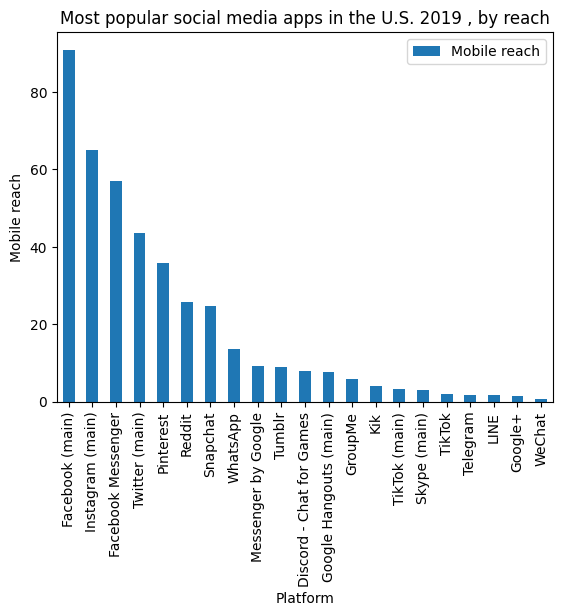 Most popular social media apps in the U.S. 2019 , by reach
Mobile reach
Mobile reach
80
60
40
20
0
Facebook (main)
Instagram (main)
Facebook Messenger
Twitter (main)
Pinterest
Reddit
Snapchat
WhatsApp
Messenger by Google
Tumblr
Discord - Chat for Games
Google Hangouts (main)
GroupMe
Kik
TikTok (main)
Skype (main)
TikTok
Telegram
LINE
Google+
WeChat
Platform